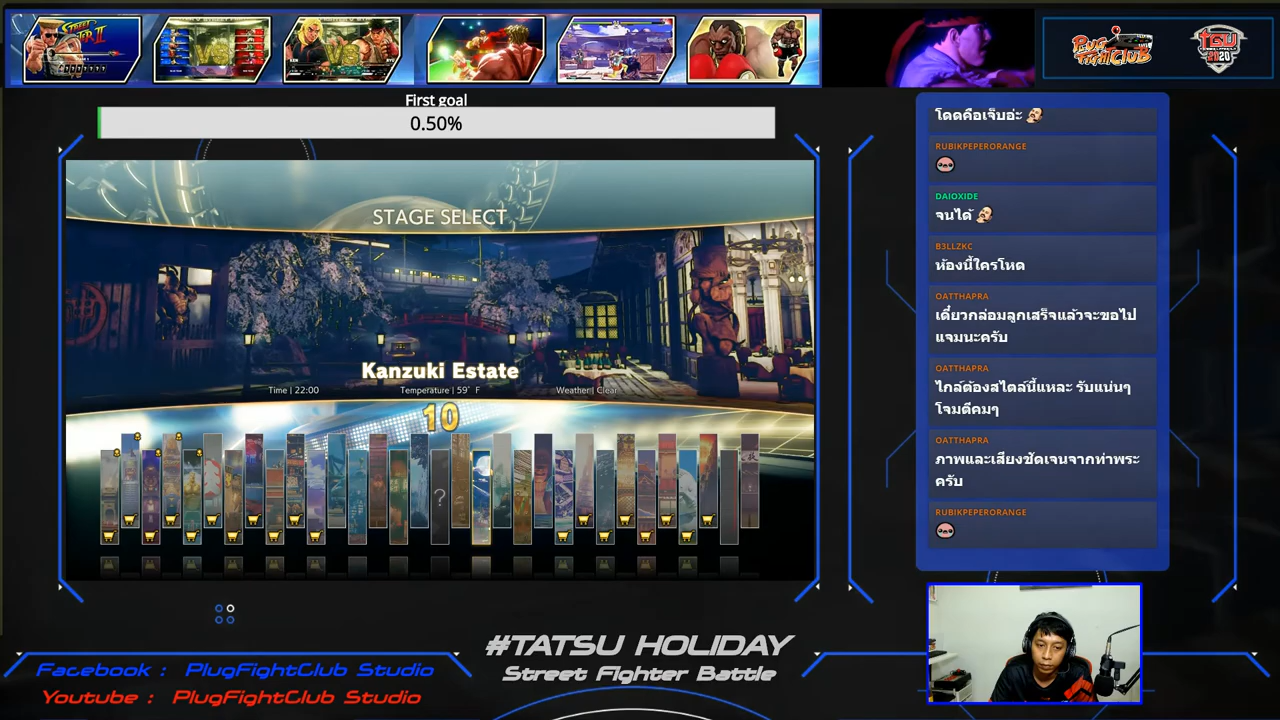 First goal
0.50%
STAGE SELECT
Kanzuki Estate
Time | 22:00
Temperature | 59° F
Weather | Clear
10
?
TGU
2020
โดดคือเจ็บอ่ะ
RUBIKPEPERORANGE
DAIOXIDE
จนได้
B3LLZKC
ห้องนี้ใครโหด
OATTHAPRA
เดี๋ยวกล่อมลูกเสร็จแล้วจะขอไป
แจมนะครับ
OATTHAPRA
ไกล์ต้องสไตล์นี้แหละ รับแน่นๆ
โจมตีคมๆ
OATTHAPRA
ภาพและเสียงชัดเจนจากท่าพระ
ครับ
RUBIKPEPERORANGE
#TATSU HOLIDAY
Street Fighter Battle
Facebook : PlugFightClub Studio
Youtube : PlugFightClub Studio